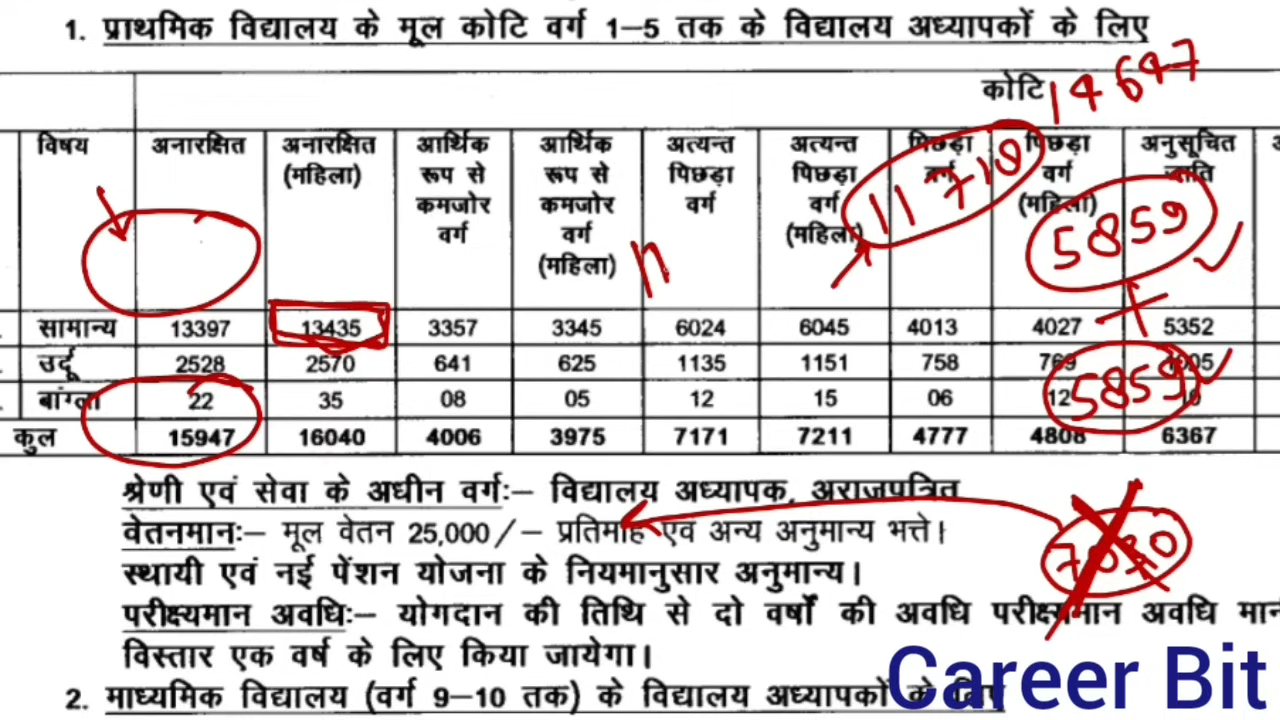 1. प्राथमिक विद्यालय के मूल कोटि वर्ग 1–5 तक के विद्यालय अध्यापकों के लिए
कोटि 14647
विषय अनारक्षित अनारक्षित (महिला) आर्थिक रूप से कमजोर वर्ग आर्थिक रूप से कमजोर वर्ग (महिला) अत्यन्त पिछड़ा वर्ग अत्यन्त पिछड़ा वर्ग (महिला) पिछड़ा वर्ग पिछड़ा वर्ग (महिला) अनुसूचित जाति
11718
5859
+
सामान्य 13397 13435 3357 3345 6024 6045 4013 4027 5352
उर्दू 2528 2570 641 625 1135 1151 758 769
5859
बांग्ला 22 35 08 05 12 15 06 12
कुल 15947 16040 4006 3975 7171 7211 4777 4808 6367
श्रेणी एवं सेवा के अधीन वर्गः– विद्यालय अध्यापक, अराजपत्रित
वेतनमानः– मूल वेतन 25,000/– प्रतिमाह एवं अन्य अनुमान्य भत्ते।
स्थायी एवं नई पेंशन योजना के नियमानुसार अनुमान्य।
परीक्ष्यमान अवधिः– योगदान की तिथि से दो वर्षों की अवधि परीक्ष्यमान अवधि
विस्तार एक वर्ष के लिए किया जायेगा।
Career Bit
2. माध्यमिक विद्यालय (वर्ग 9–10 तक) के विद्यालय अध्यापकों के लिए